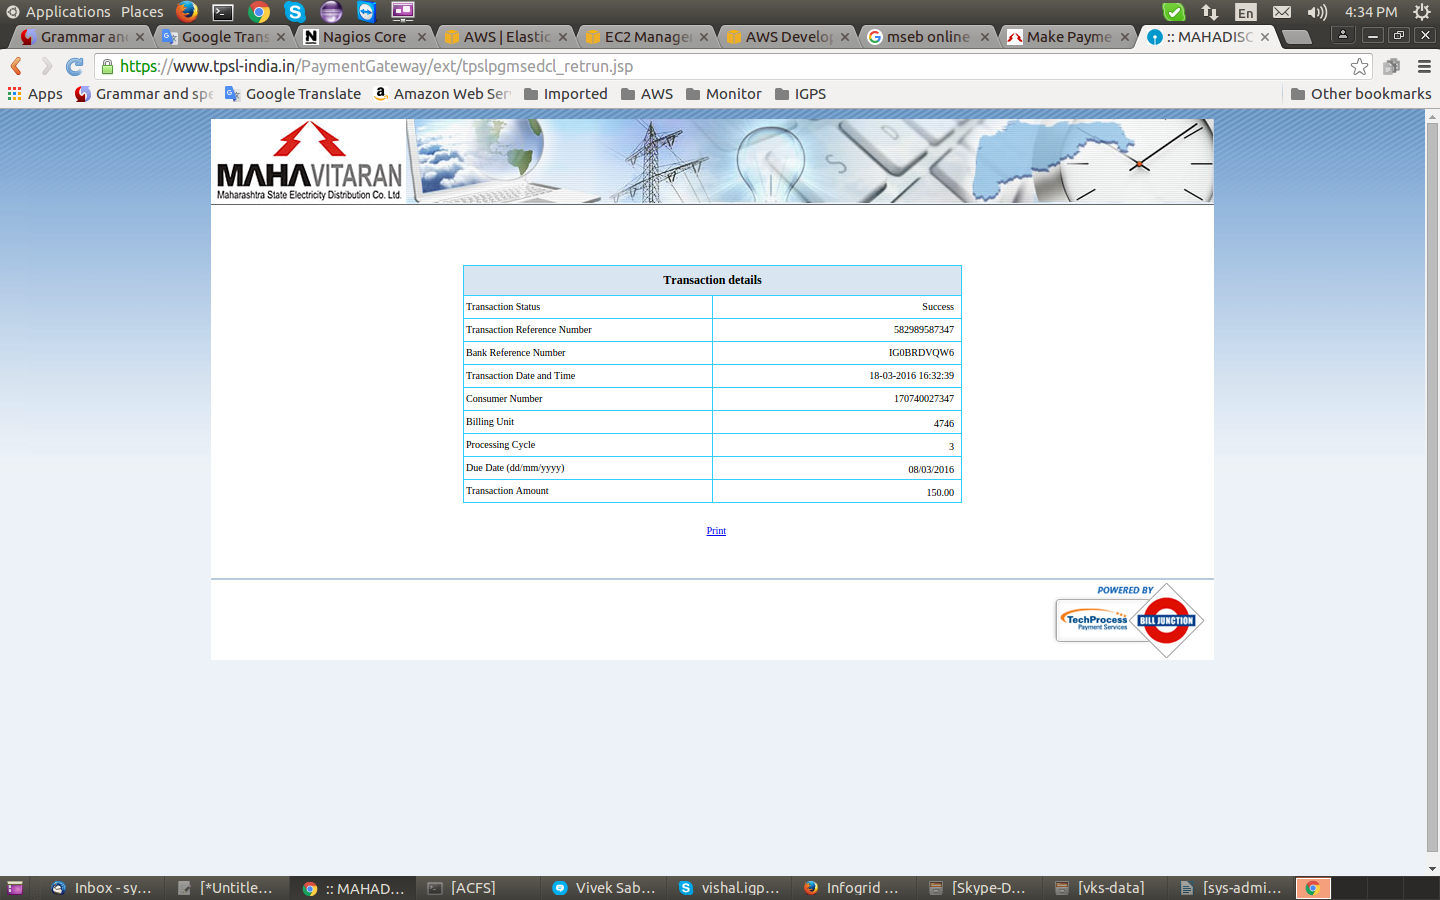 Applications Places En 4:34 PM
Grammar an Google Trans Nagios Core AWS | Elastic EC2 Manage AWS Develop mseb online Make Payme :: MAHADISC
https://www.tpsl-india.in/PaymentGateway/ext/tpslpgmsedcl_retrun.jsp
Apps Grammar and spe Google Translate Amazon Web Ser Imported AWS Monitor IGPS Other bookmarks
MAHAVITARAN
Maharashtra State Electricity Distribution Co. Ltd.
Transaction details
Transaction Status Success
Transaction Reference Number 582989587347
Bank Reference Number IG0BRDVQW6
Transaction Date and Time 18-03-2016 16:32:39
Consumer Number 170740027347
Billing Unit 4746
Processing Cycle 3
Due Date (dd/mm/yyyy) 08/03/2016
Transaction Amount 150.00
Print
POWERED BY
TechProcess
Payment Services
BILL JUNCTION
Inbox - sy... [*Untitle... :: MAHAD... [ACFS] Vivek Sab... vishal.igp... Infogrid ... [Skype-D... [vks-data] [sys-admi...